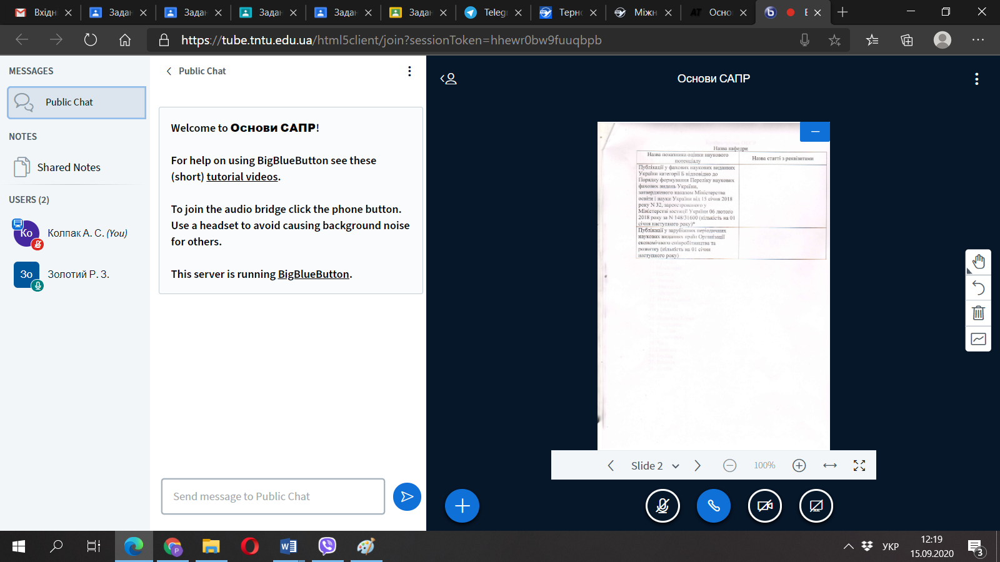 Вхідн
Задан
Задан
Задан
Задан
Задан
Telegr
Терно
Міжн
Осно
https://tube.tntu.edu.ua/html5client/join?sessionToken=hhewr0bw9fuuqbpb
MESSAGES
Public Chat
NOTES
Shared Notes
USERS (2)
Ко
Колпак А. С. (You)
Зо
Золотий Р. З.
Public Chat
Welcome to Основи САПР!
For help on using BigBlueButton see these
(short) tutorial videos.
To join the audio bridge click the phone button.
Use a headset to avoid causing background noise
for others.
This server is running BigBlueButton.
Send message to Public Chat
Основи САПР
Назва кафедри
Назва показника оцінки наукового
потенціалу
Назва статті з реквізитами
Публікації у фахових наукових виданнях
України категорії Б відповідно до
Порядку формування Переліку наукових
фахових видань України,
затвердженого наказом Міністерства
освіти і науки України від 15 січня 2018
року N 32, зареєстрованого у
Міністерстві юстиції України 06 лютого
2018 року за N 148/31600 (кількість на 01
січня наступного року)*
Публікації у зарубіжних періодичних
наукових виданнях країн Організації
економічного співробітництва та
розвитку (кількість на 01 січня
наступного року)
Slide 2
100%
УКР
12:19
15.09.2020
3